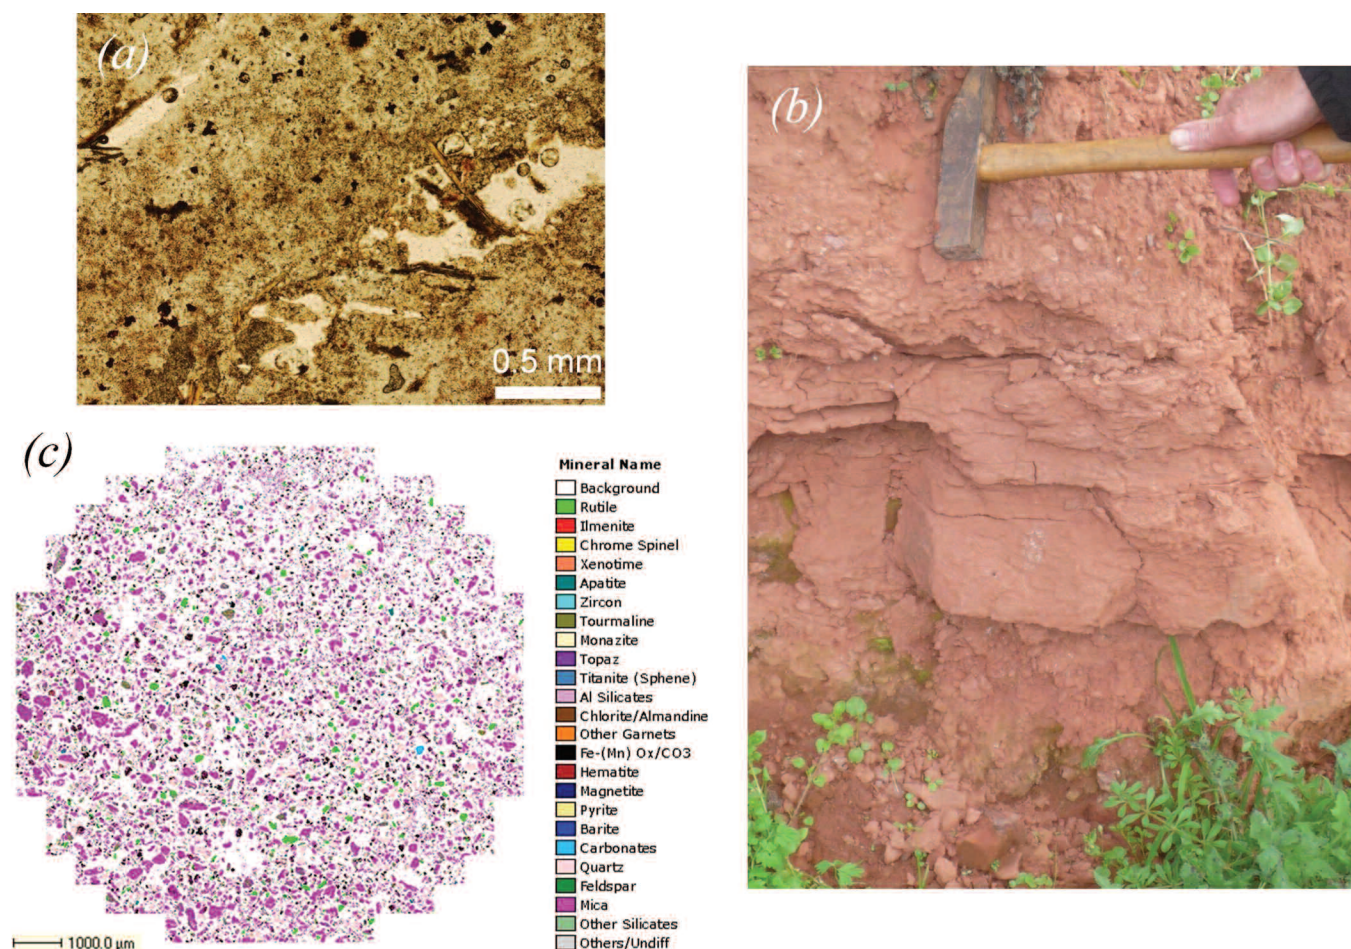 (a)
0.5 mm
(b)
(c)
Mineral Name
Background
Rutile
Ilmenite
Chrome Spinel
Xenotime
Apatite
Zircon
Tourmaline
Monazite
Topaz
Titanite (Sphene)
Al Silicates
Chlorite/Almandine
Other Garnets
Fe-(Mn) Ox/CO3
Hematite
Magnetite
Pyrite
Barite
Carbonates
Quartz
Feldspar
Mica
Other Silicates
Others/Undiff
1000.0 µm